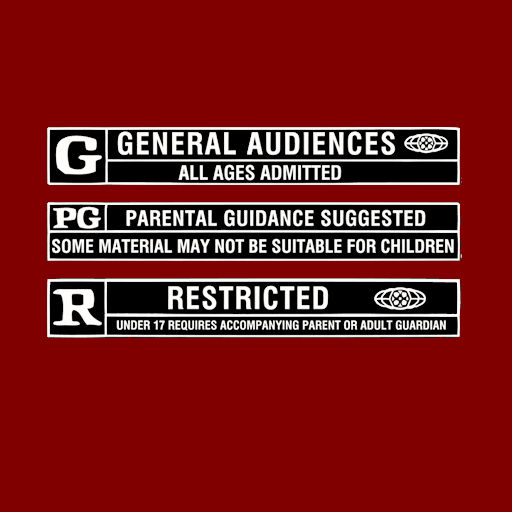 G
GENERAL AUDIENCES
ALL AGES ADMITTED
PG
PARENTAL GUIDANCE SUGGESTED
SOME MATERIAL MAY NOT BE SUITABLE FOR CHILDREN
R
RESTRICTED
UNDER 17 REQUIRES ACCOMPANYING PARENT OR ADULT GUARDIAN